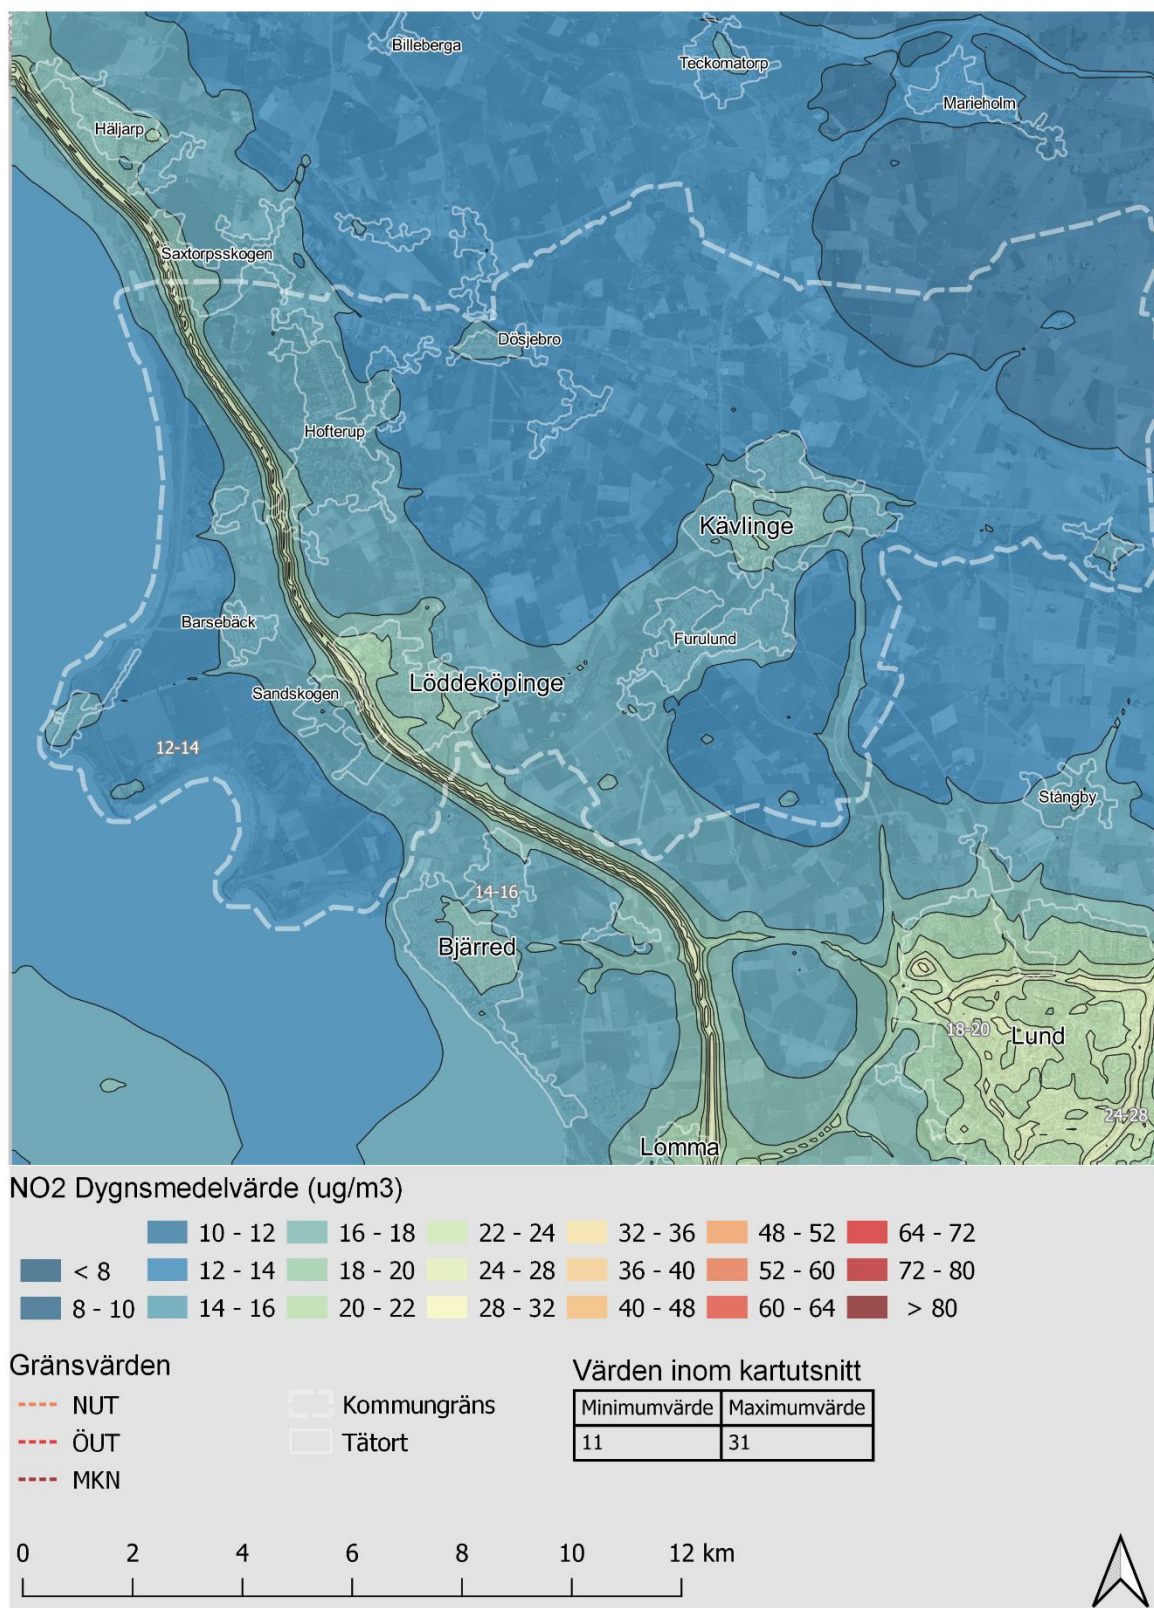 Billeberga
Teckomatorp
Marieholm
Häljarp
Saxtorpsskogen
Dösjebro
Hofterup
Kävlinge
Barsebäck
Furulund
Sandskogen
Löddeköpinge
12-14
Stångby
14-16
Bjärred
18-20
Lund
24-28
Lomma
NO2 Dygnsmedelvärde (ug/m3)
10 - 12 16 - 18 22 - 24 32 - 36 48 - 52 64 - 72
< 8 12 - 14 18 - 20 24 - 28 36 - 40 52 - 60 72 - 80
8 - 10 14 - 16 20 - 22 28 - 32 40 - 48 60 - 64 > 80
Gränsvärden
NUT
ÖUT
MKN
Kommungräns
Tätort
Värden inom kartutsnitt
Minimumvärde Maximumvärde
11 31
0 2 4 6 8 10 12 km